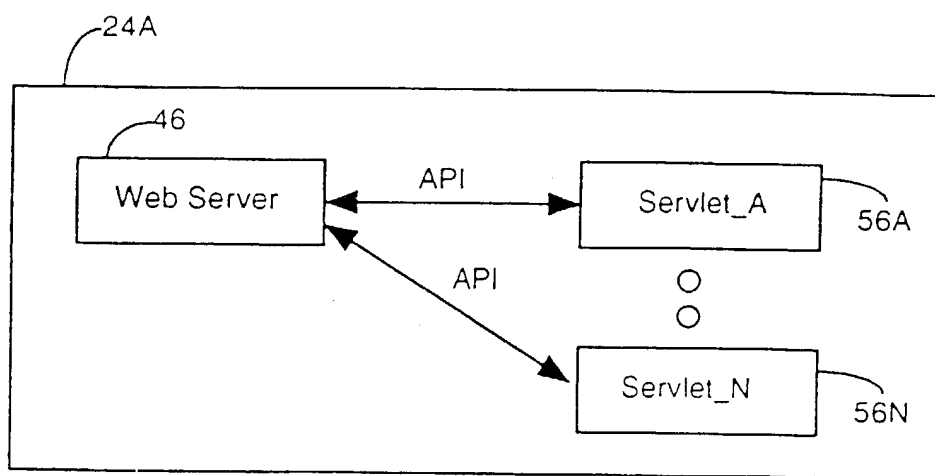 24A
46
Web Server
API
Servlet_A
56A
API
Servlet_N
56N